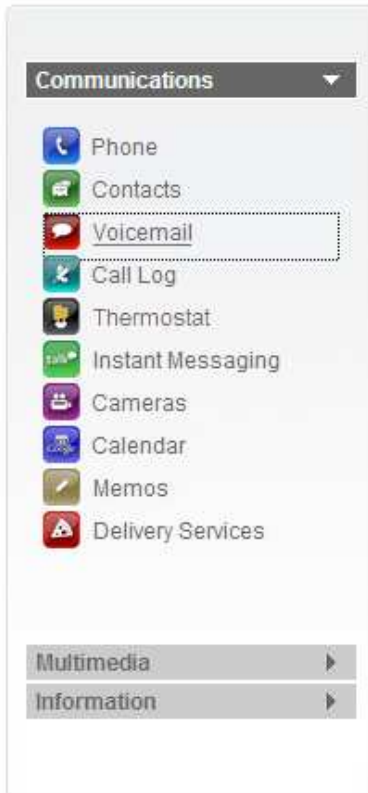 Communications
Phone
Contacts
Voicemail
Call Log
Thermostat
Instant Messaging
Cameras
Calendar
Memos
Delivery Services
Multimedia
Information